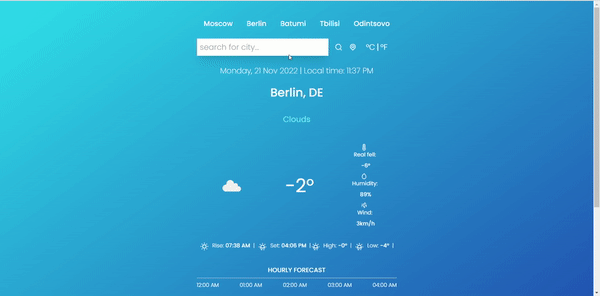 Moscow Berlin Batumi Tbilisi Odintsovo
search for city...
°C | °F
Monday, 21 Nov 2022 | Local time: 11:37 PM
Berlin, DE
Clouds
-2°
Real felt:
-6°
Humidity:
89%
Wind:
3km/h
Rise: 07:38 AM | Set: 04:06 PM | High: -0° | Low: -4° |
HOURLY FORECAST
12:00 AM 01:00 AM 02:00 AM 03:00 AM 04:00 AM